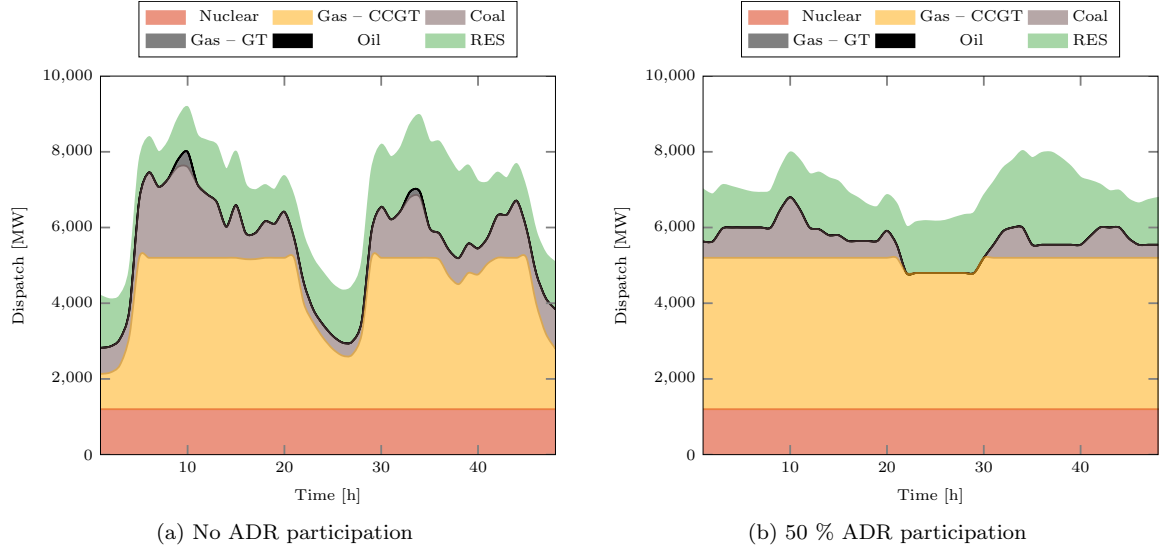 Nuclear Gas – CCGT Coal
Gas – GT Oil RES
10,000
8,000
6,000
4,000
2,000
0
10 20 30 40
Time [h]
Dispatch [MW]
(a) No ADR participation
Nuclear Gas – CCGT Coal
Gas – GT Oil RES
10,000
8,000
6,000
4,000
2,000
0
10 20 30 40
Time [h]
Dispatch [MW]
(b) 50 % ADR participation